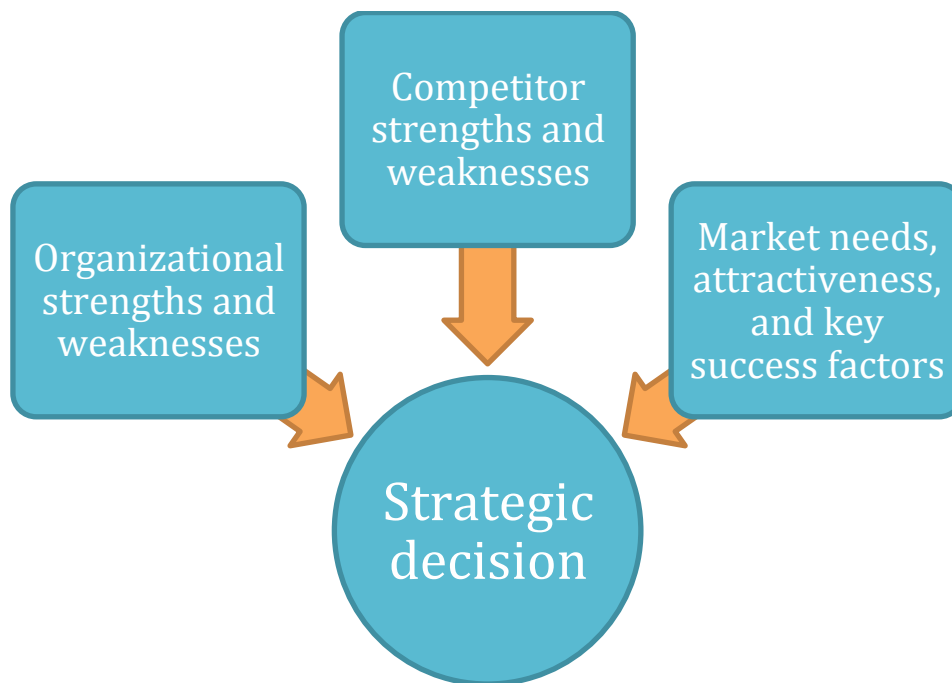 Competitor
strengths and
weaknesses
Organizational
strengths and
weaknesses
Market needs,
attractiveness,
and key
success factors
Strategic
decision